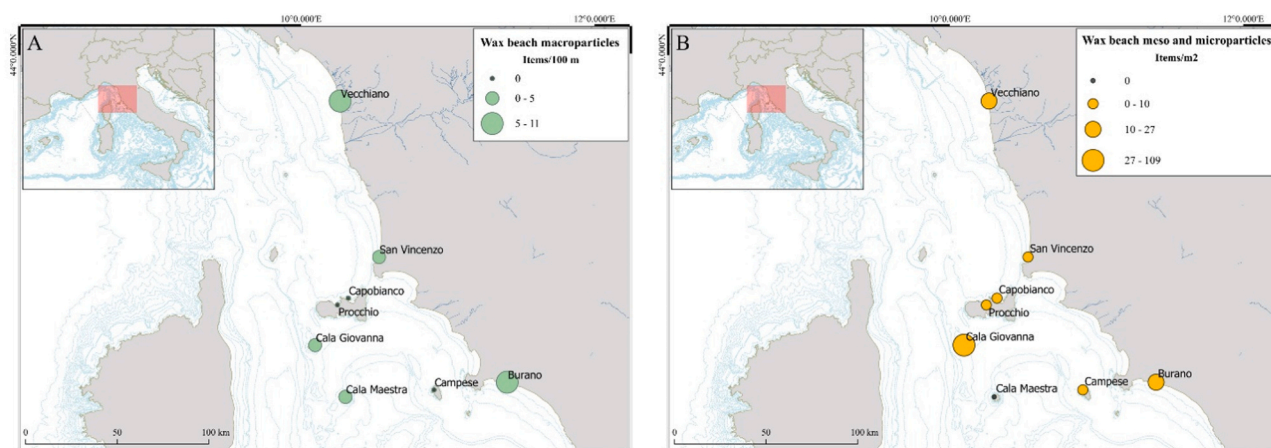 10°0.000'E
12°0.000'E
44°0.000'N
A
Wax beach macroparticles
Items/100 m
0
0 - 5
5 - 11
Vecchiano
San Vincenzo
Capobianco
Procchio
Cala Giovanna
Cala Maestra
Campese
Burano
0
50
100 km
10°0.000'E
12°0.000'E
44°0.000'N
B
Wax beach meso and microparticles
Items/m2
0
0 - 10
10 - 27
27 - 109
Vecchiano
San Vincenzo
Capobianco
Procchio
Cala Giovanna
Cala Maestra
Campese
Burano
0
50
100 km